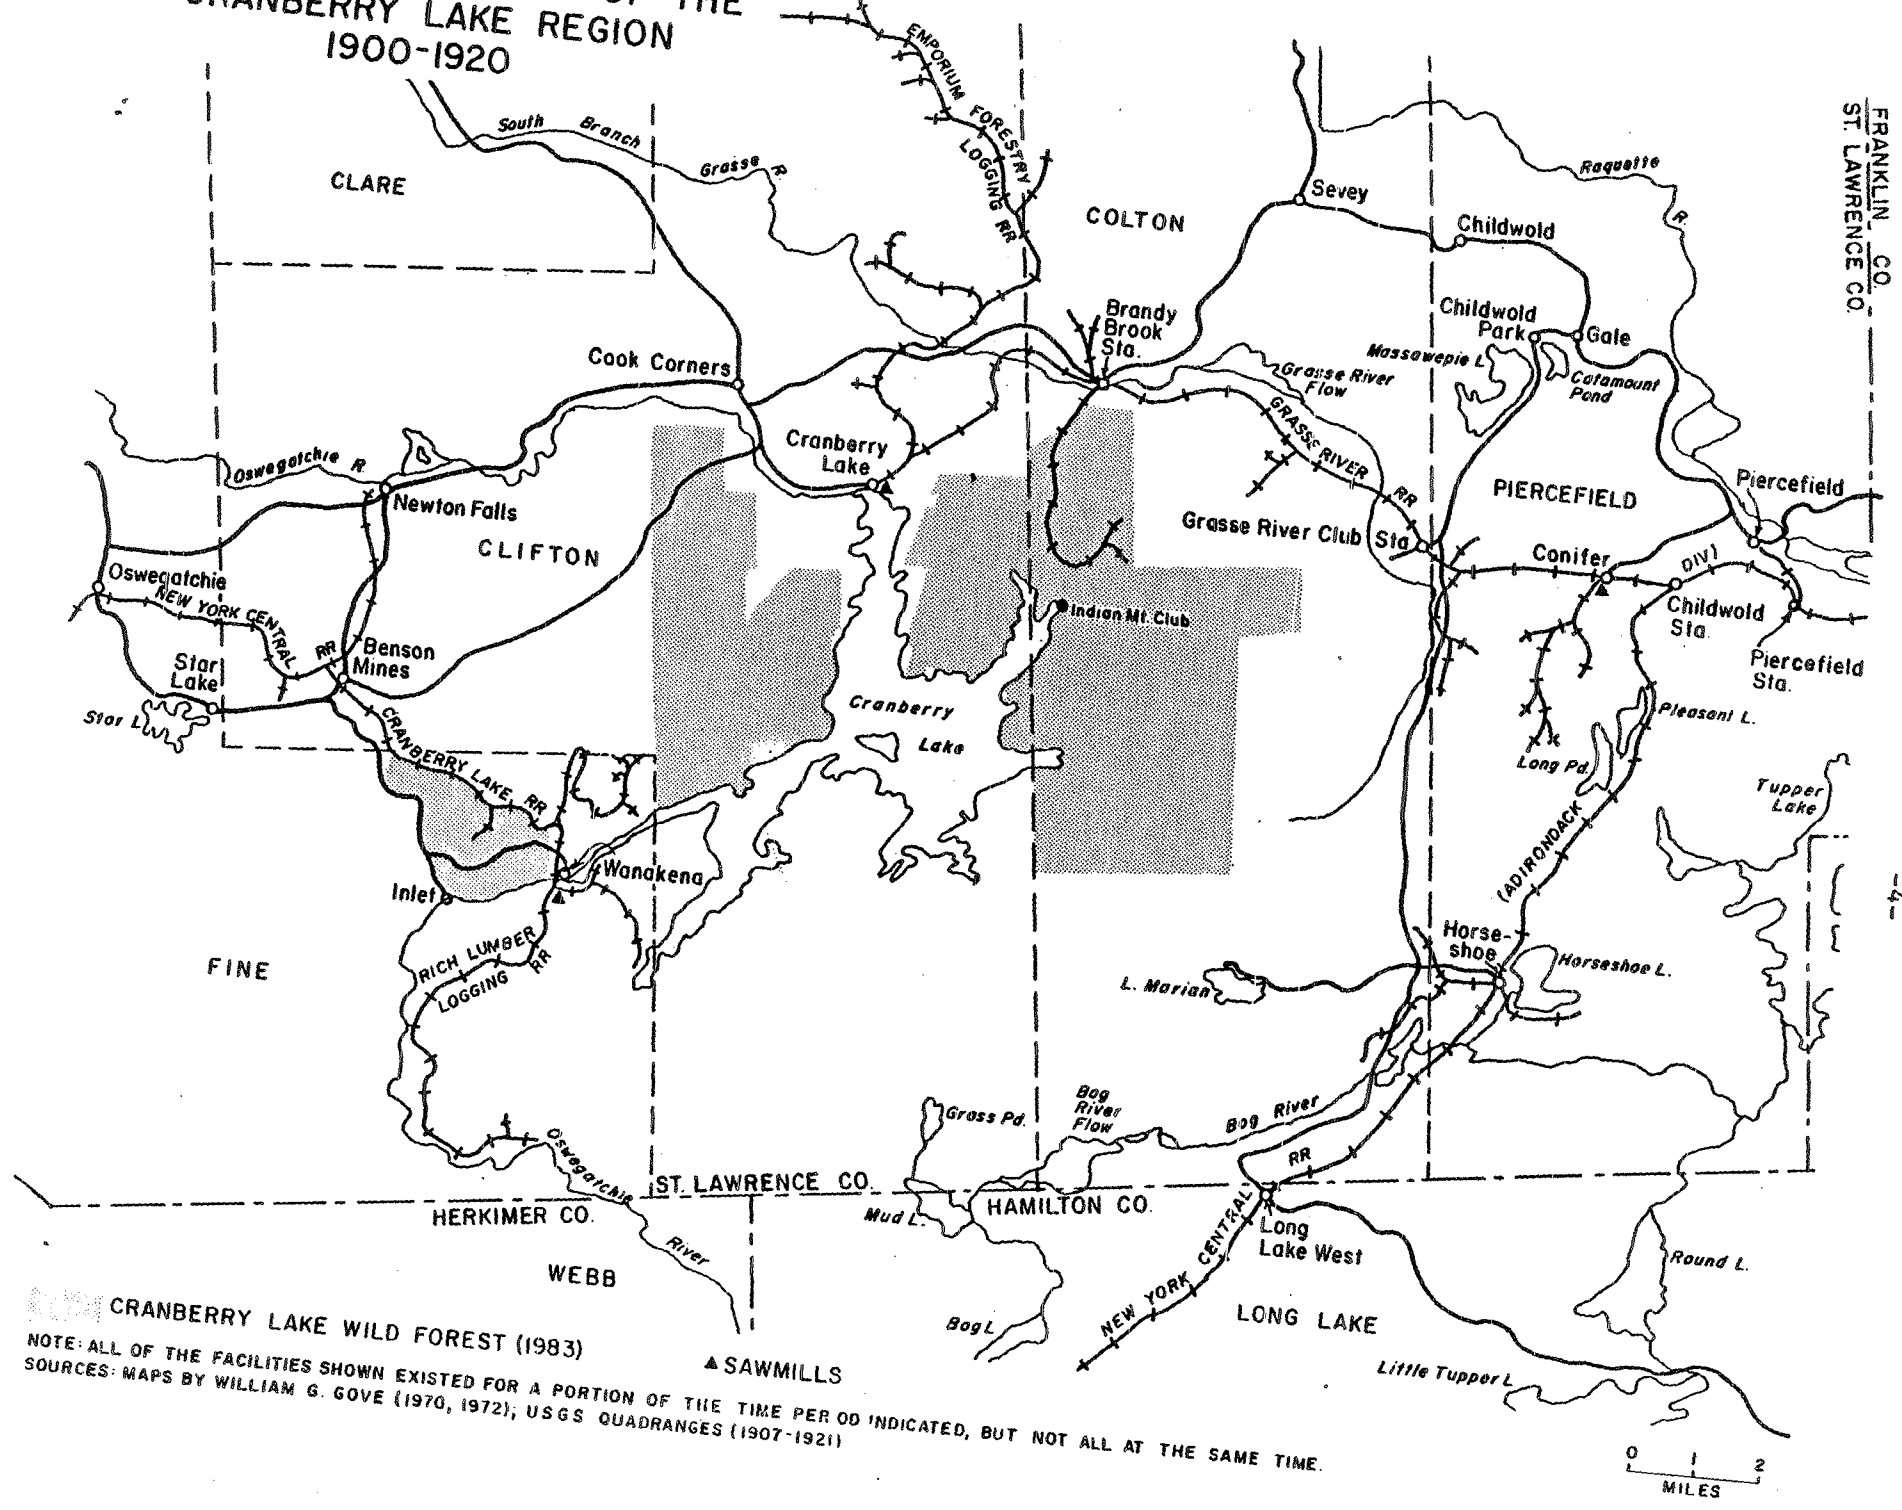 THE
CRANBERRY LAKE REGION
1900-1920
EMPORIUM FORESTRY
LOGGING RR
South Branch Grasse R.
CLARE
COLTON
Sevey
Childwold
Raquette
R.
FRANKLIN CO.
ST. LAWRENCE CO.
Childwold
Park
Gale
Massawepie L.
Catamount
Pond
Brandy
Brook
Sta.
Grasse River
Flow
GRASSE RIVER RR
Cook Corners
Cranberry
Lake
Oswegatchie R.
Newton Falls
CLIFTON
PIERCEFIELD
Piercefield
Grasse River Club Sta.
Conifer
DIV)
Childwold
Sta.
Piercefield
Sta.
Oswegatchie
NEW YORK CENTRAL RR
Benson
Mines
Star
Lake
Star L.
Indian Mt. Club
Cranberry
Lake
CRANBERRY LAKE RR
Pleasant L.
Long Pd.
Tupper
Lake
(ADIRONDACK
Wanakena
Inlet
-4-
FINE
RICH LUMBER
LOGGING RR
Horse-
shoe
Horseshoe L.
L. Marian
Grass Pd.
Bog
River
Flow
Bog River
Oswegatchie
River
ST. LAWRENCE CO.
HERKIMER CO.
HAMILTON CO.
Mud L.
RR
NEW YORK CENTRAL
Long
Lake West
Round L.
WEBB
Bog L
LONG LAKE
Little Tupper L
CRANBERRY LAKE WILD FOREST (1983)
▲ SAWMILLS
NOTE: ALL OF THE FACILITIES SHOWN EXISTED FOR A PORTION OF THE TIME PER OD INDICATED, BUT NOT ALL AT THE SAME TIME.
SOURCES: MAPS BY WILLIAM G. GOVE (1970, 1972); USGS QUADRANGES (1907-1921)
0 1 2
MILES